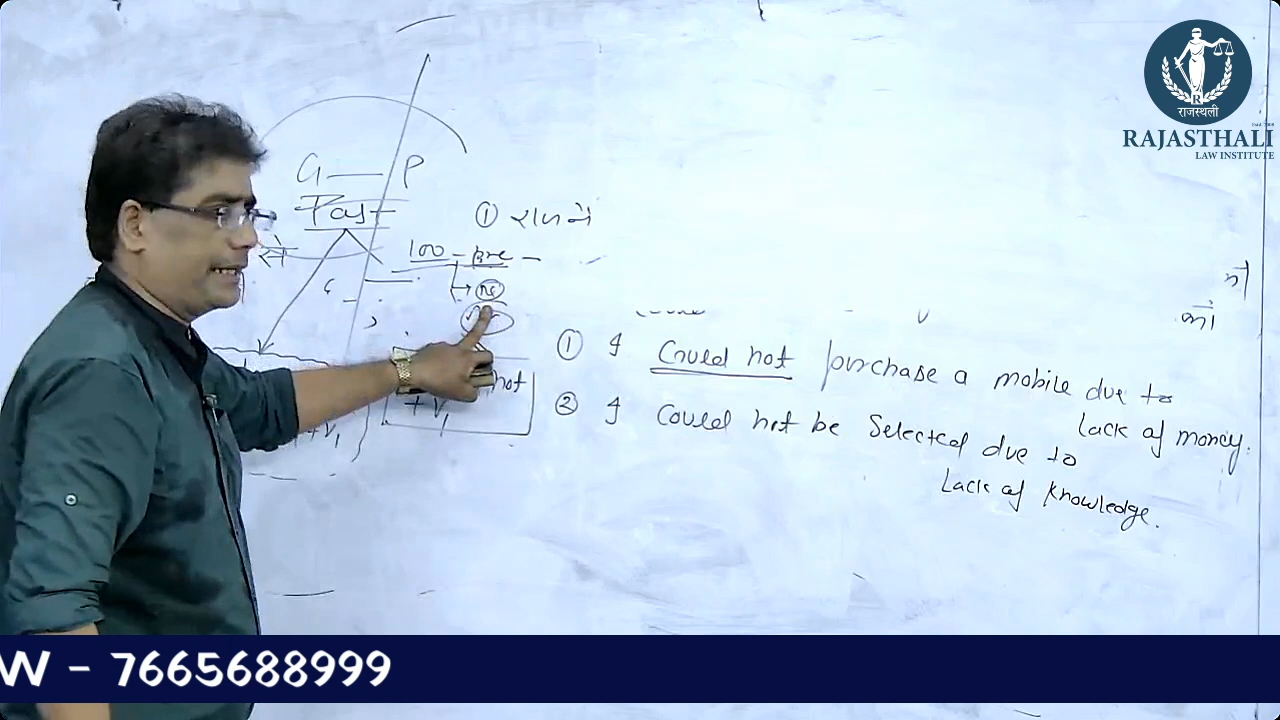 राजस्थली
RAJASTHALI
LAW INSTITUTE
G — P
Past
① राम ने
100 - pre -
not
+ V1
+ V1
① I Could not purchase a mobile due to
lack of money.
② I Could not be Selected due to
Lack of Knowledge.
W - 7665688999